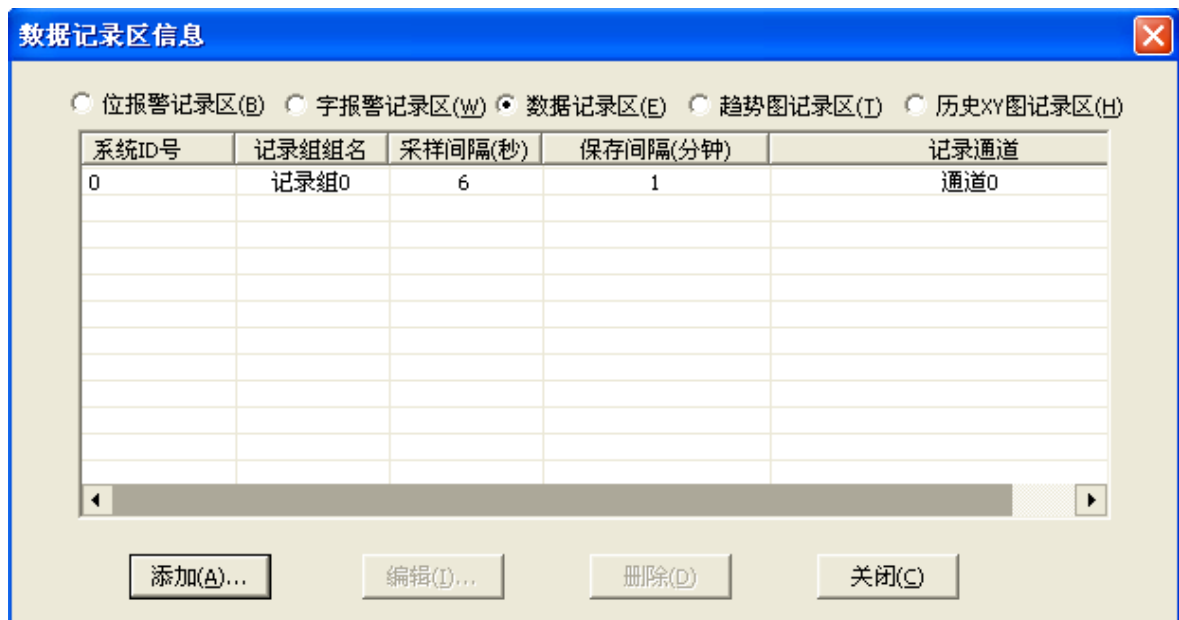 数据记录区信息
位报警记录区(B) 字报警记录区(W) 数据记录区(E) 趋势图记录区(T) 历史XY图记录区(H)
系统ID号 记录组组名 采样间隔(秒) 保存间隔(分钟) 记录通道
0 记录组0 6 1 通道0
添加(A)... 编辑(I)... 删除(D) 关闭(C)